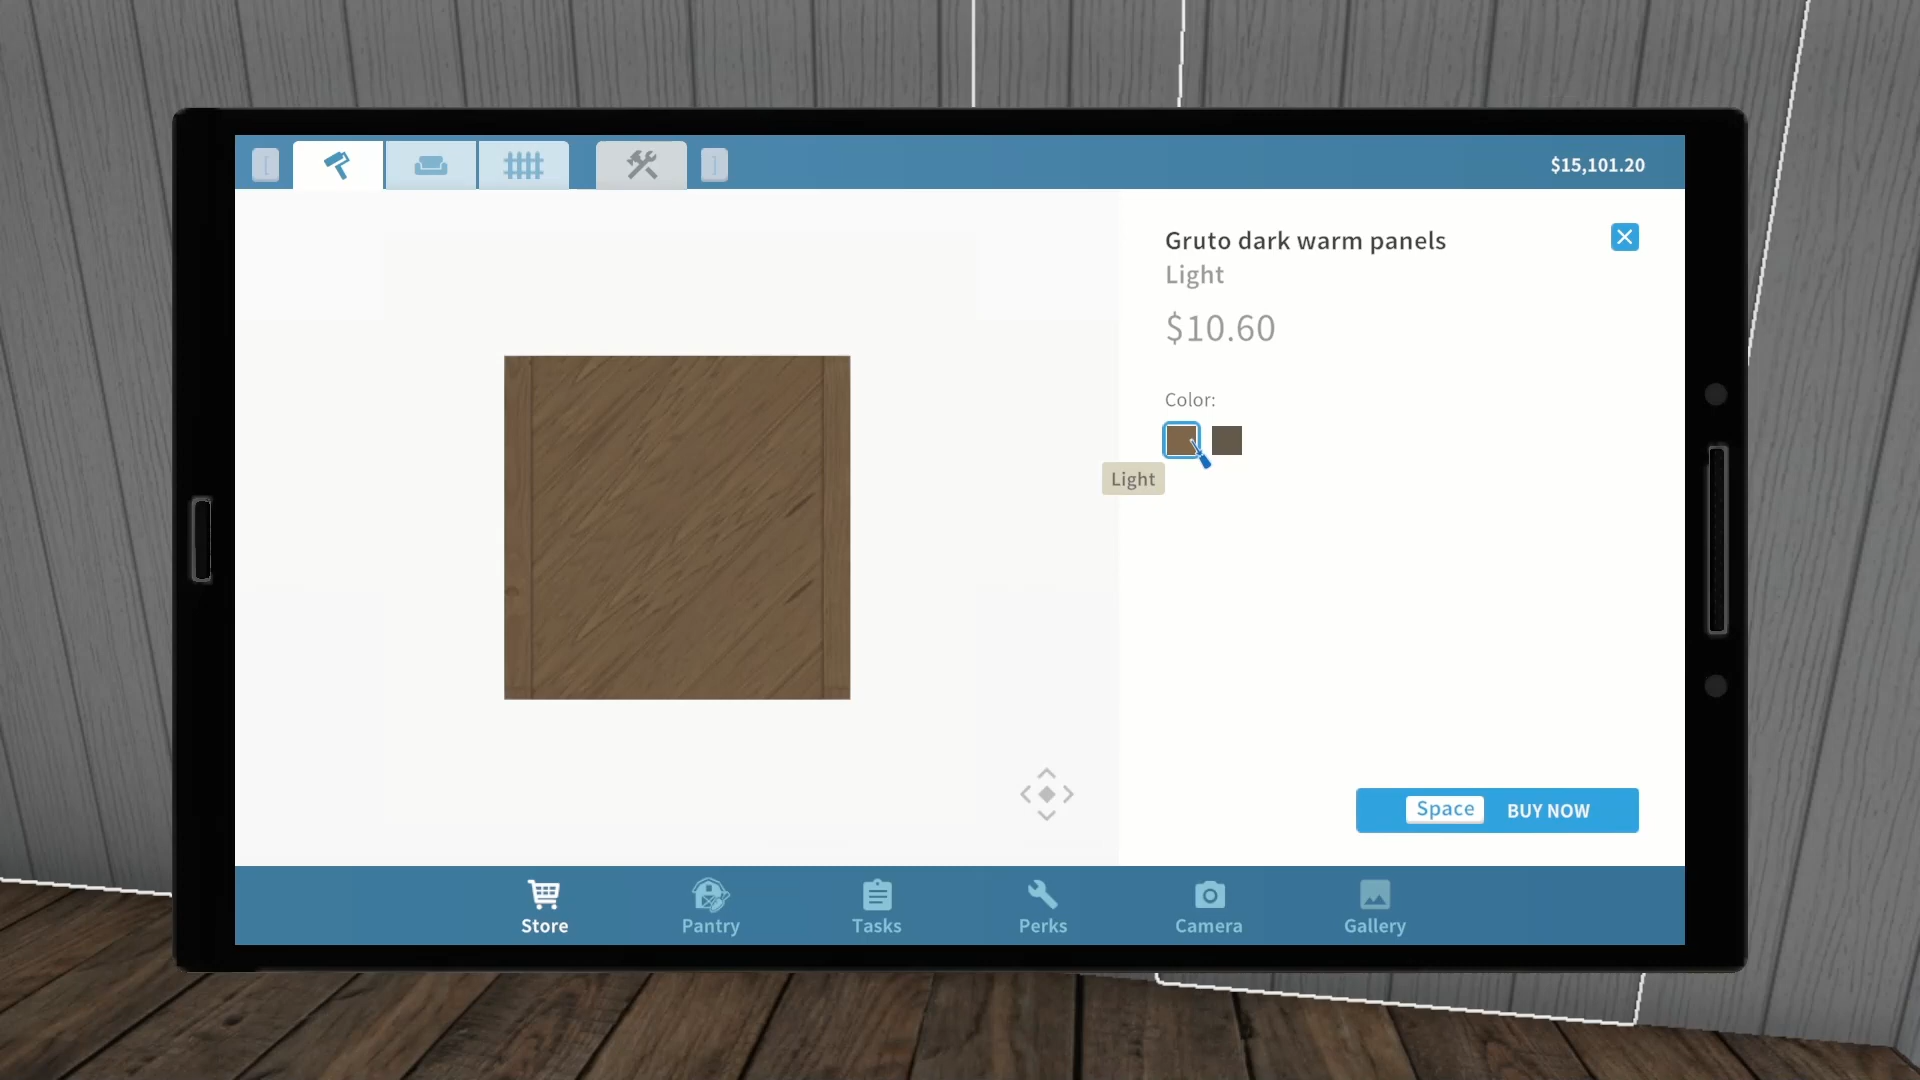 [
]
$15,101.20
Gruto dark warm panels
Light
$10.60
Color:
Light
Space BUY NOW
Store
Pantry
Tasks
Perks
Camera
Gallery